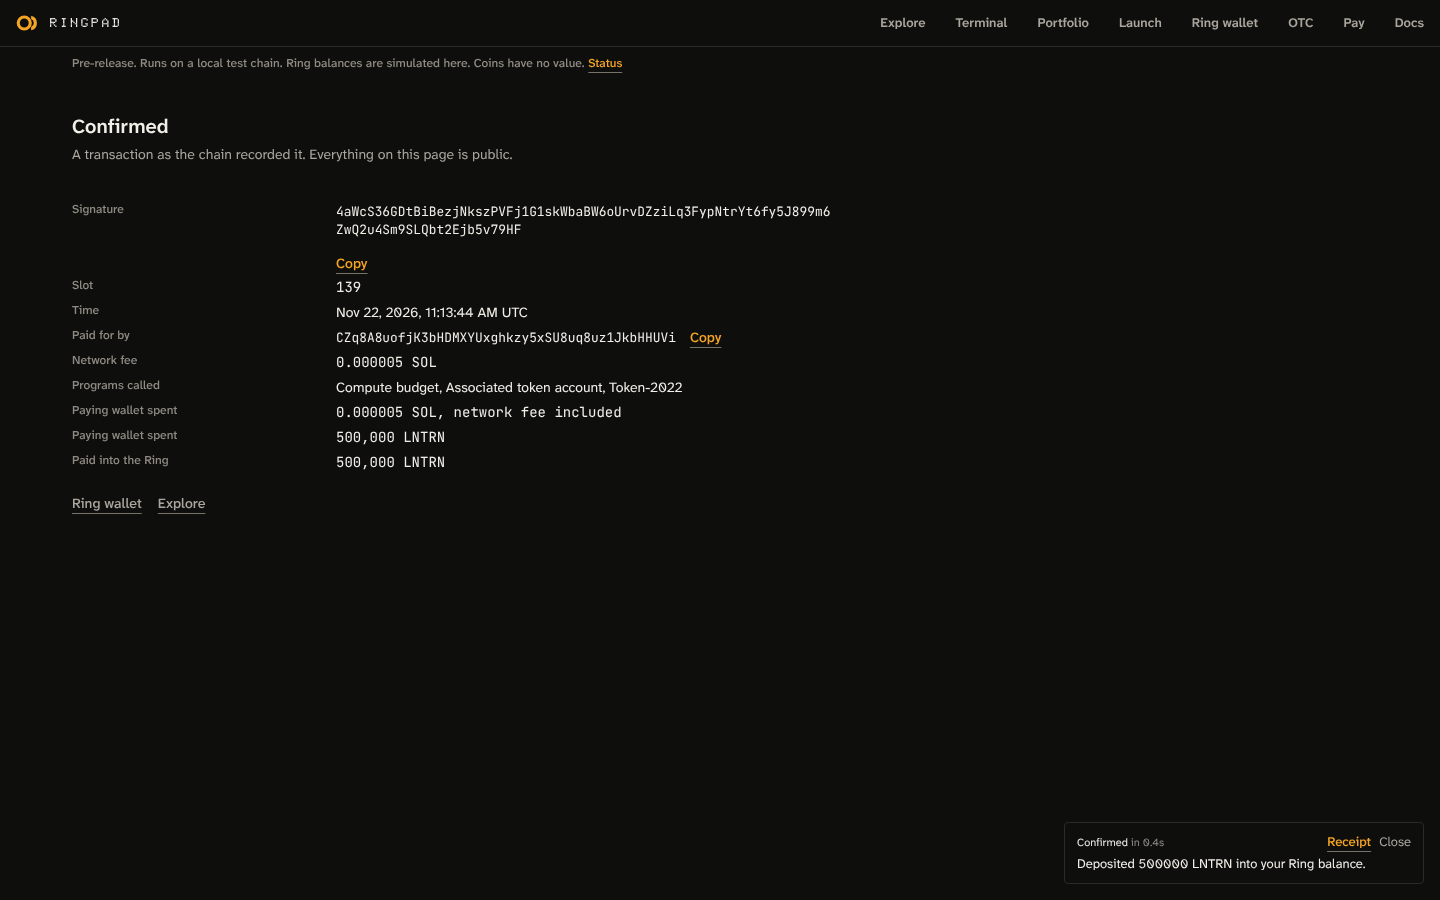 RINGPAD
Explore Terminal Portfolio Launch Ring wallet OTC Pay Docs
Pre-release. Runs on a local test chain. Ring balances are simulated here. Coins have no value. Status
Confirmed
A transaction as the chain recorded it. Everything on this page is public.
Signature
4aWcS36GDtBiBezjNkszPVFj1G1skWbaBW6oUrvDZziLq3FypNtrYt6fy5J899m6
ZwQ2u4Sm9SLQbt2Ejb5v79HF
Copy
Slot 139
Time Nov 22, 2026, 11:13:44 AM UTC
Paid for by CZq8A8uofjK3bHDMXYUxghkzy5xSU8uq8uz1JkbHHUVi Copy
Network fee 0.000005 SOL
Programs called Compute budget, Associated token account, Token-2022
Paying wallet spent 0.000005 SOL, network fee included
Paying wallet spent 500,000 LNTRN
Paid into the Ring 500,000 LNTRN
Ring wallet Explore
Confirmed in 0.4s Receipt Close
Deposited 500000 LNTRN into your Ring balance.